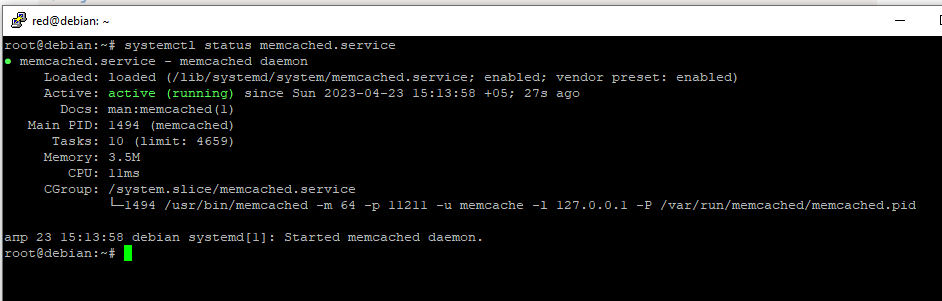 red@debian: ~
root@debian:~# systemctl status memcached.service
● memcached.service - memcached daemon
Loaded: loaded (/lib/systemd/system/memcached.service; enabled; vendor preset: enabled)
Active: active (running) since Sun 2023-04-23 15:13:58 +05; 27s ago
Docs: man:memcached(1)
Main PID: 1494 (memcached)
Tasks: 10 (limit: 4659)
Memory: 3.5M
CPU: 11ms
CGroup: /system.slice/memcached.service
└─1494 /usr/bin/memcached -m 64 -p 11211 -u memcache -l 127.0.0.1 -P /var/run/memcached/memcached.pid
апр 23 15:13:58 debian systemd[1]: Started memcached daemon.
root@debian:~#